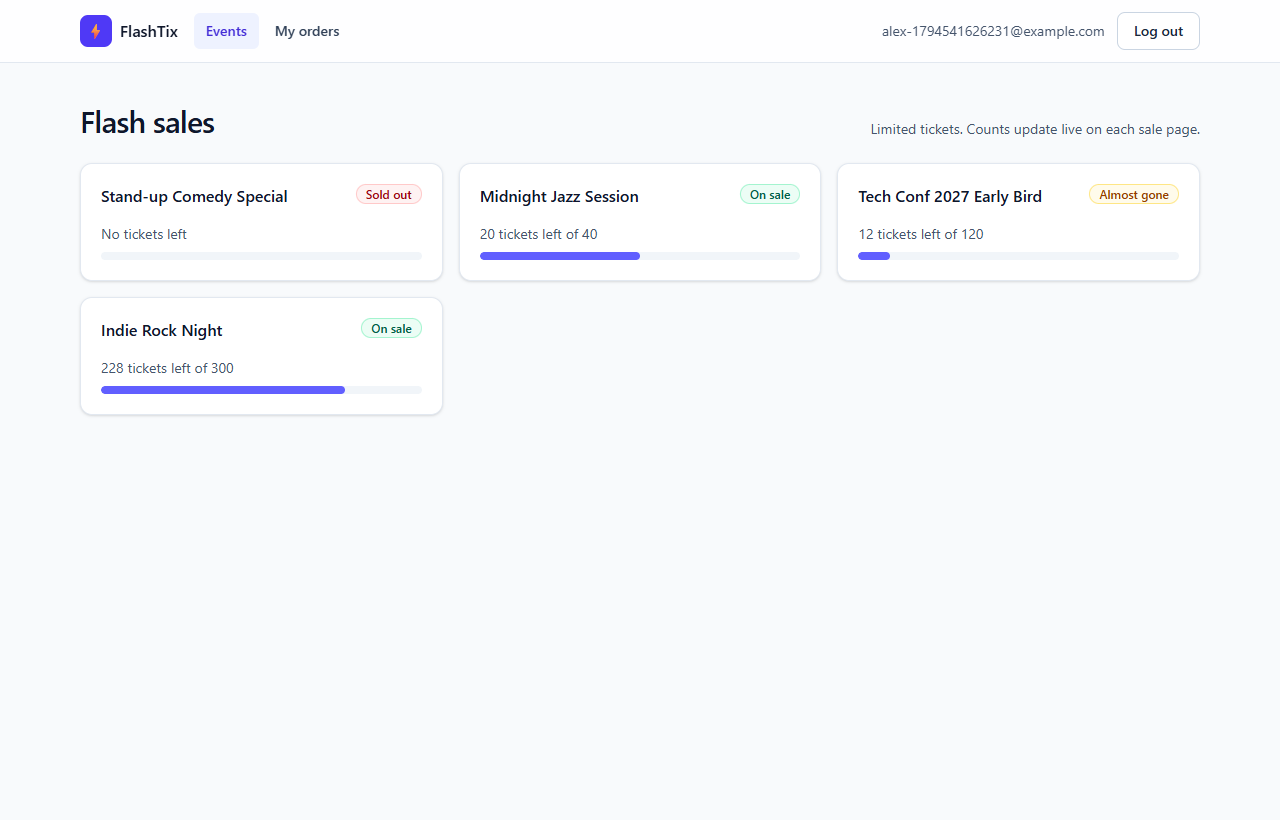 FlashTix Events My orders alex-1794541626231@example.com Log out
Flash sales
Limited tickets. Counts update live on each sale page.
Stand-up Comedy Special Sold out
No tickets left
Midnight Jazz Session On sale
20 tickets left of 40
Tech Conf 2027 Early Bird Almost gone
12 tickets left of 120
Indie Rock Night On sale
228 tickets left of 300